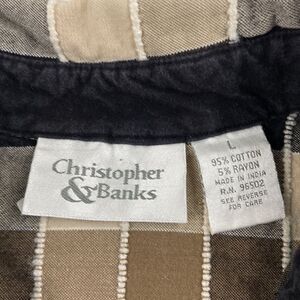 Christopher
& Banks
L
95% COTTON
5% RAYON
MADE IN INDIA
R.N. 96502
SEE REVERSE
FOR CARE